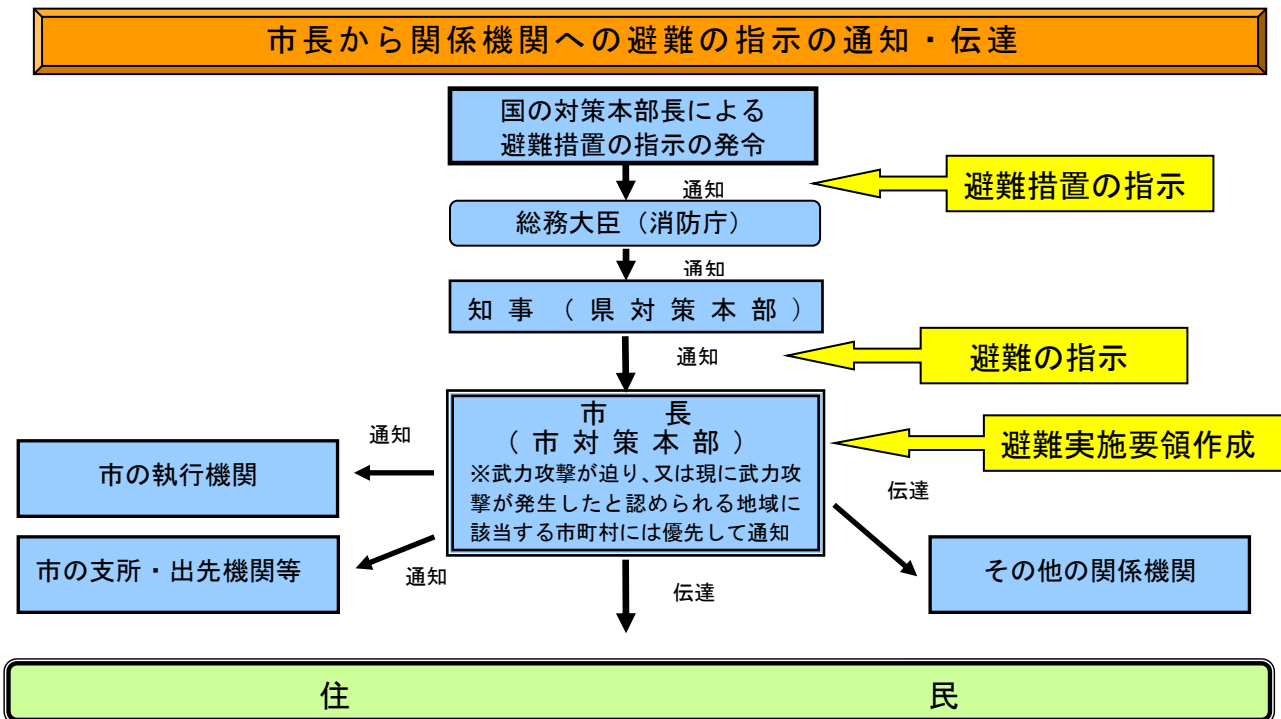 市長から関係機関への避難の指示の通知・伝達
国の対策本部長による
避難措置の指示の発令
通知
避難措置の指示
総務大臣（消防庁）
通知
知事（県対策本部）
通知
避難の指示
市　長
（市対策本部）
※武力攻撃が迫り、又は現に武力攻
撃が発生したと認められる地域に
該当する市町村には優先して通知
避難実施要領作成
通知
市の執行機関
伝達
市の支所・出先機関等
通知
伝達
その他の関係機関
住　民